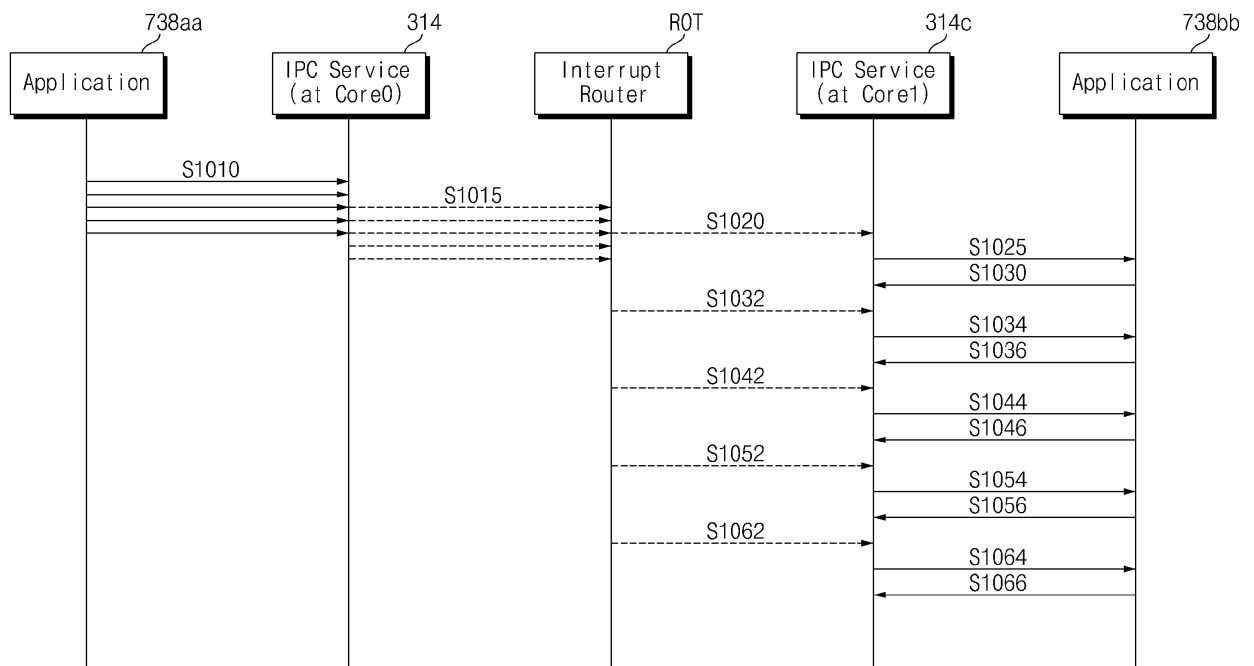 738aa
314
ROT
314c
738bb
Application
IPC Service
(at Core0)
Interrupt
Router
IPC Service
(at Core1)
Application
S1010
S1015
S1020
S1025
S1030
S1032
S1034
S1036
S1042
S1044
S1046
S1052
S1054
S1056
S1062
S1064
S1066